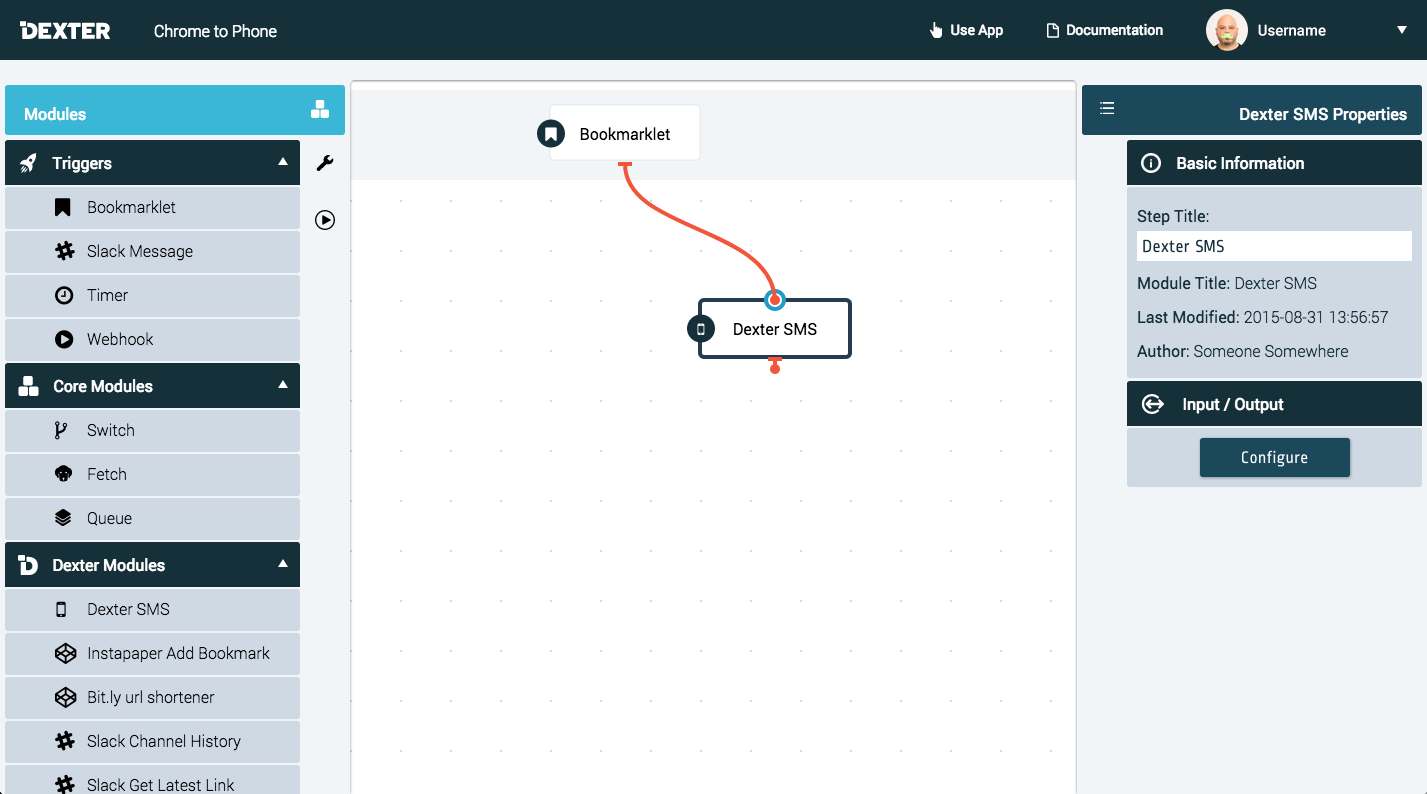 DEXTER
Chrome to Phone
Use App
Documentation
Username
Modules
Triggers
Bookmarklet
Slack Message
Timer
Webhook
Core Modules
Switch
Fetch
Queue
Dexter Modules
Dexter SMS
Instapaper Add Bookmark
Bit.ly url shortener
Slack Channel History
Slack Get Latest Link
Bookmarklet
Dexter SMS
Dexter SMS Properties
Basic Information
Step Title:
Dexter SMS
Module Title: Dexter SMS
Last Modified: 2015-08-31 13:56:57
Author: Someone Somewhere
Input / Output
Configure